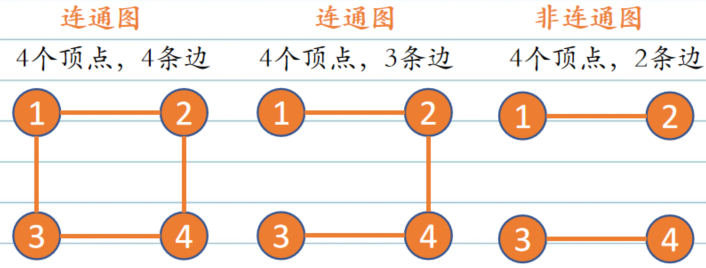 连通图 连通图 非连通图
4个顶点，4条边 4个顶点，3条边 4个顶点，2条边
1 2 1 2 1 2
3 4 3 4 3 4